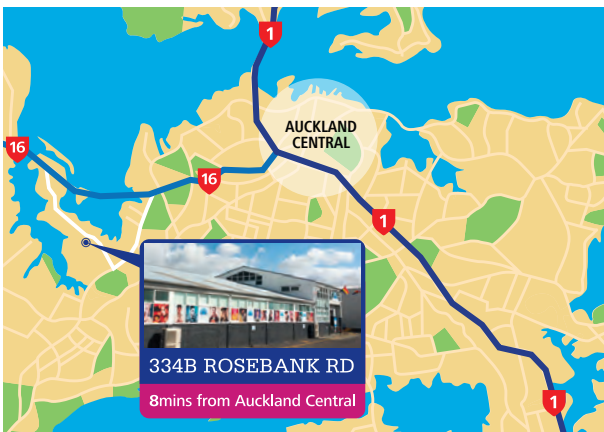 1
AUCKLAND
CENTRAL
16
16
1
334B ROSEBANK RD
8mins from Auckland Central
1